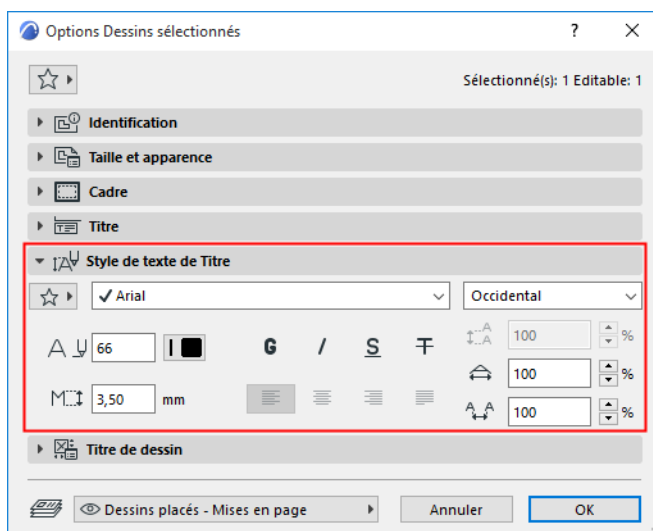 Options Dessins sélectionnés
?
Sélectionné(s): 1 Editable: 1
Identification
Taille et apparence
Cadre
Titre
Style de texte de Titre
Arial
Occidental
66
G / S T
100 %
100 %
3,50 mm
100 %
Titre de dessin
Dessins placés - Mises en page
Annuler
OK